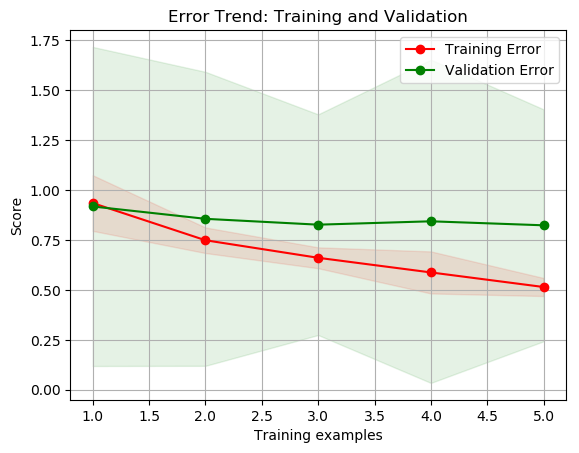 Error Trend: Training and Validation
Training Error
Validation Error
Score
1.75
1.50
1.25
1.00
0.75
0.50
0.25
0.00
1.0 1.5 2.0 2.5 3.0 3.5 4.0 4.5 5.0
Training examples